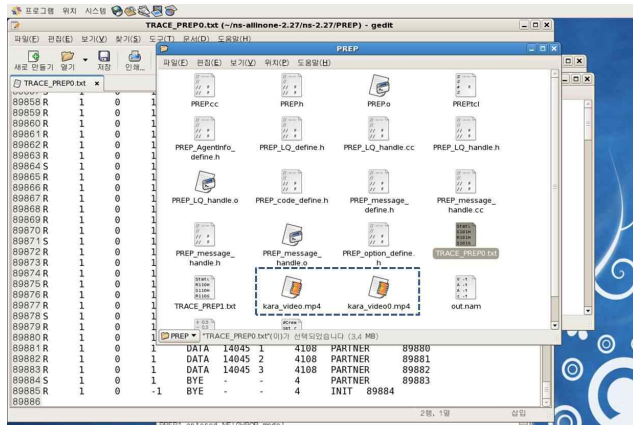 프로그램 위치 시스템
TRACE_PREP0.txt (~/ns-allinone-2.27/ns-2.27/PREP) - gedit
파일(F) 편집(E) 보기(V) 찾기(S) 도구(T) 문서(D) 도움말(H)
새로 만들기 열기 저장 인쇄...
TRACE_PREP0.txt
PREP
파일(F) 편집(E) 보기(V) 위치(P) 도움말(H)
PREP.cc PREP.h PREP.o PREPtcl
PREP_AgentInfo_define.h PREP_LQ_define.h PREP_LQ_handle.cc PREP_LQ_handle.h
PREP_LQ_handle.o PREP_code_define.h PREP_message_define.h PREP_message_handle.cc
PREP_message_handle.h PREP_message_handle.o PREP_option_define.h TRACE_PREP0.txt
TRACE_PREP1.txt kara_video.mp4 kara_video0.mp4 out.nam
PREP "TRACE_PREP0.txt"(이)가 선택되었습니다 (3.4 MB)
89858 R 1 0 1
89859 R 1 0 1
89860 R 1 0 1
89861 R 1 0 1
89862 R 1 0 1
89863 R 1 0 1
89864 S 1 0 1
89865 R 1 0 1
89866 R 1 0 1
89867 R 1 0 1
89868 R 1 0 1
89869 R 1 0 1
89870 R 1 0 1
89871 S 1 0 1
89872 R 1 0 1
89873 R 1 0 1
89874 R 1 0 1
89875 R 1 0 1
89876 R 1 0 1
89877 R 1 0 1
89878 S 1 0 1
89879 R 1 0 1
89880 R 1 0 1
89881 R 1 0 1 DATA 14045 1 4108 PARTNER 89880
89882 R 1 0 1 DATA 14045 2 4108 PARTNER 89881
89883 R 1 0 1 DATA 14045 3 4108 PARTNER 89882
89884 S 1 0 1 BYE - - 4 PARTNER 89883
89885 R 1 0 -1 BYE - - 4 INIT 89884
89886
2행, 1열 삽입